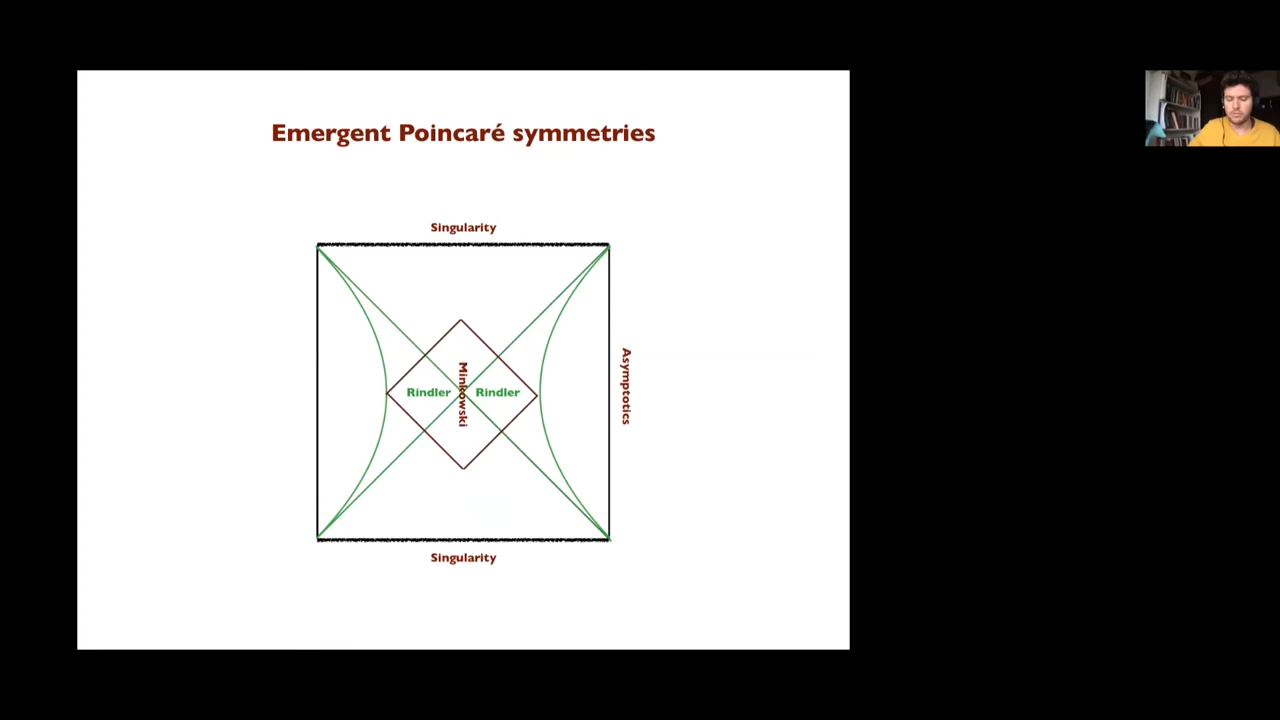 Emergent Poincaré symmetries
Singularity
Asymptotics
Minkowski
Rindler
Rindler
Singularity